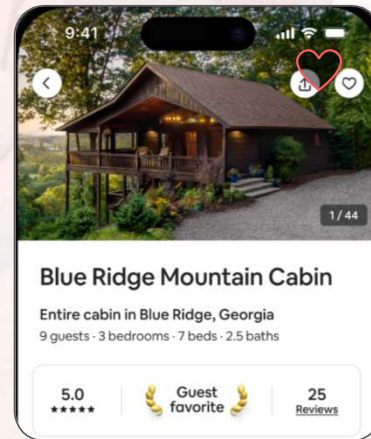 9:41
1 / 44
Blue Ridge Mountain Cabin
Entire cabin in Blue Ridge, Georgia
9 guests · 3 bedrooms · 7 beds · 2.5 baths
5.0
Guest
favorite
25
★★★★★
Reviews